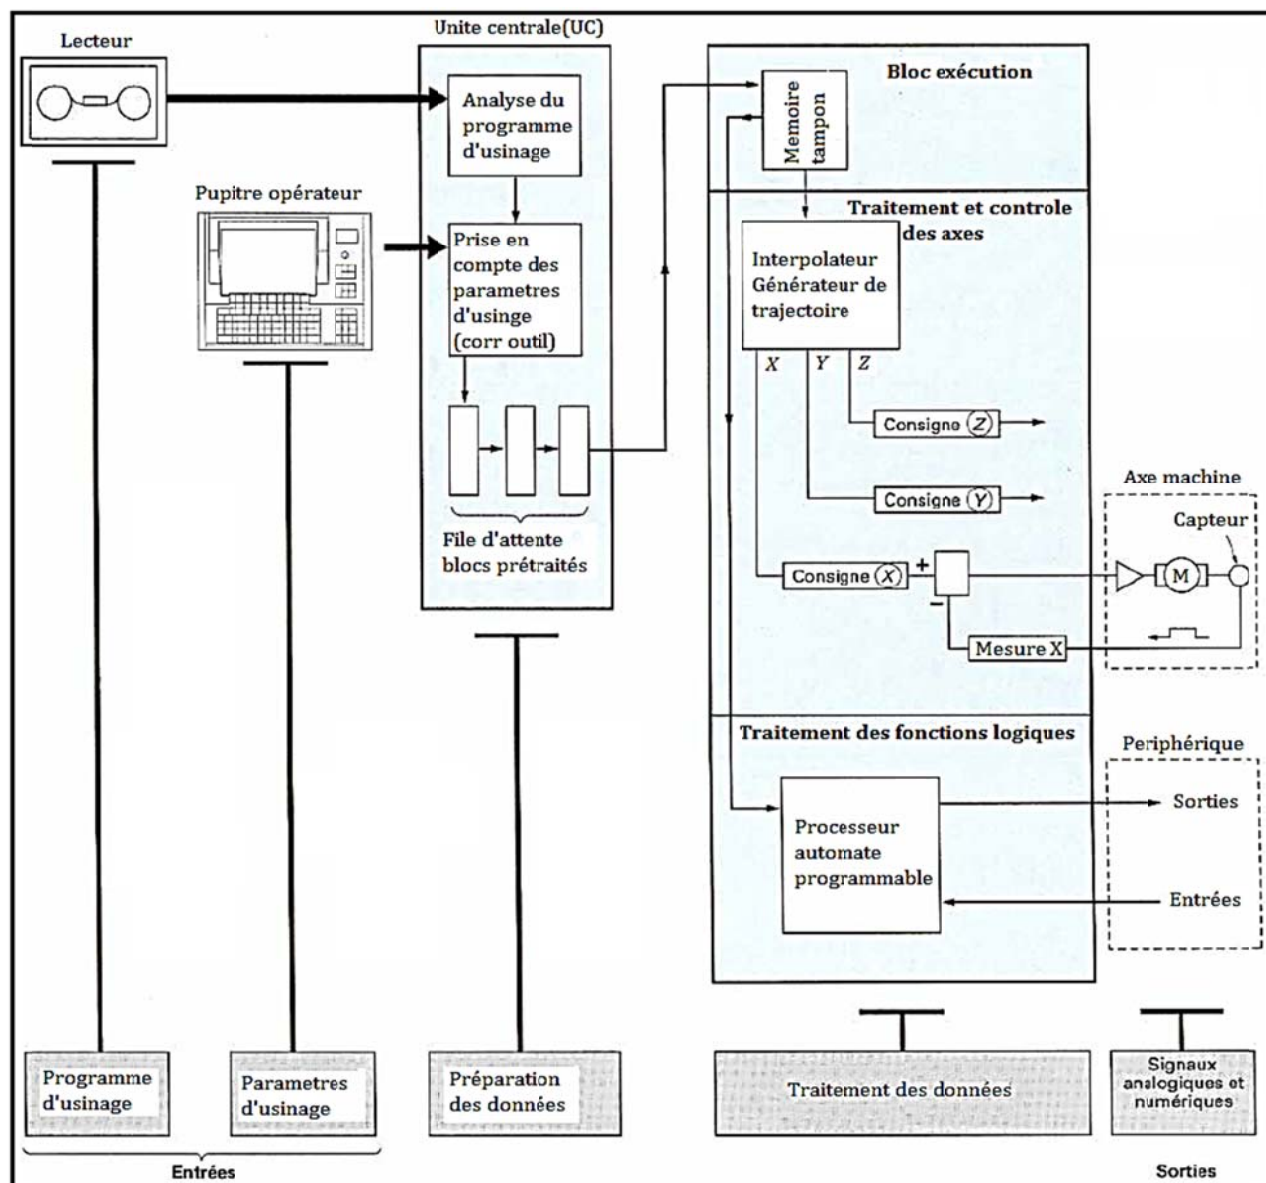 Lecteur
Unite centrale(UC)
Analyse du
programme
d'usinage
Pupitre opérateur
Prise en
compte des
parametres
d'usinge
(corr outil)
File d'attente
blocs prétraités
Bloc exécution
Memoire
tampon
Traitement et controle
des axes
Interpolateur
Générateur de
trajectoire
X Y Z
Consigne Z
Consigne Y
Consigne X
+
−
Mesure X
Axe machine
Capteur
M
Traitement des fonctions logiques
Processeur
automate
programmable
Periphérique
Sorties
Entrées
Programme
d'usinage
Parametres
d'usinage
Préparation
des données
Traitement des données
Signaux
analogiques et
numériques
Entrées
Sorties